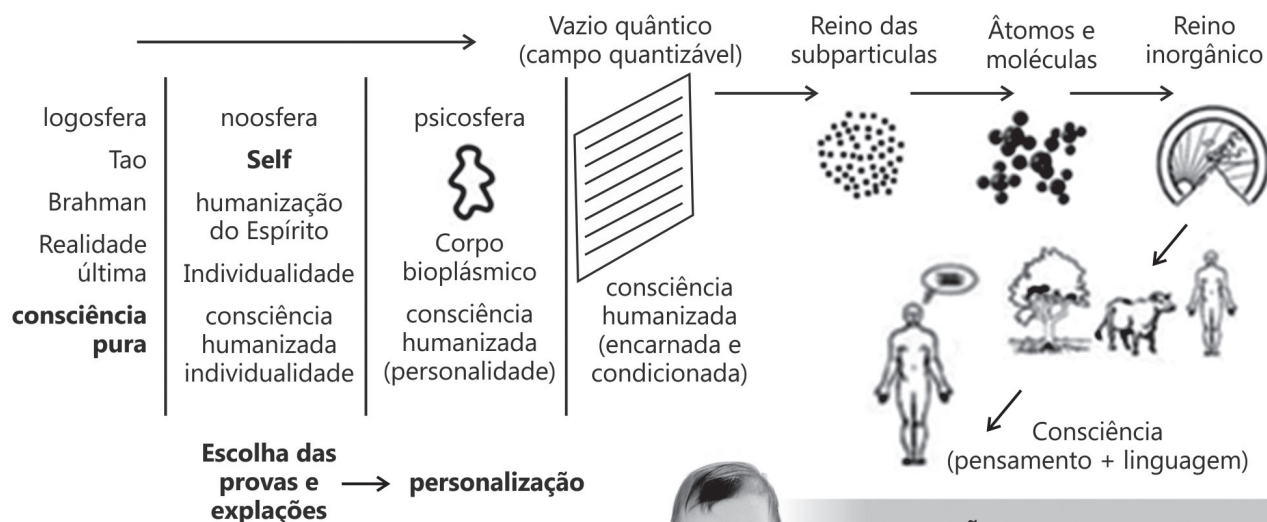 Vazio quântico
(campo quantizável)
Reino das
subparticulas
Âtomos e
moléculas
Reino
inorgânico
logosfera
Tao
Brahman
Realidade
última
consciência
pura
noosfera
Self
humanização
do Espírito
Individualidade
consciência
humanizada
individualidade
psicosfera
Corpo
bioplásmico
consciência
humanizada
(personalidade)
consciência
humanizada
(encarnada e
condicionada)
Consciência
(pensamento + linguagem)
Escolha das
provas e
explações
personalização